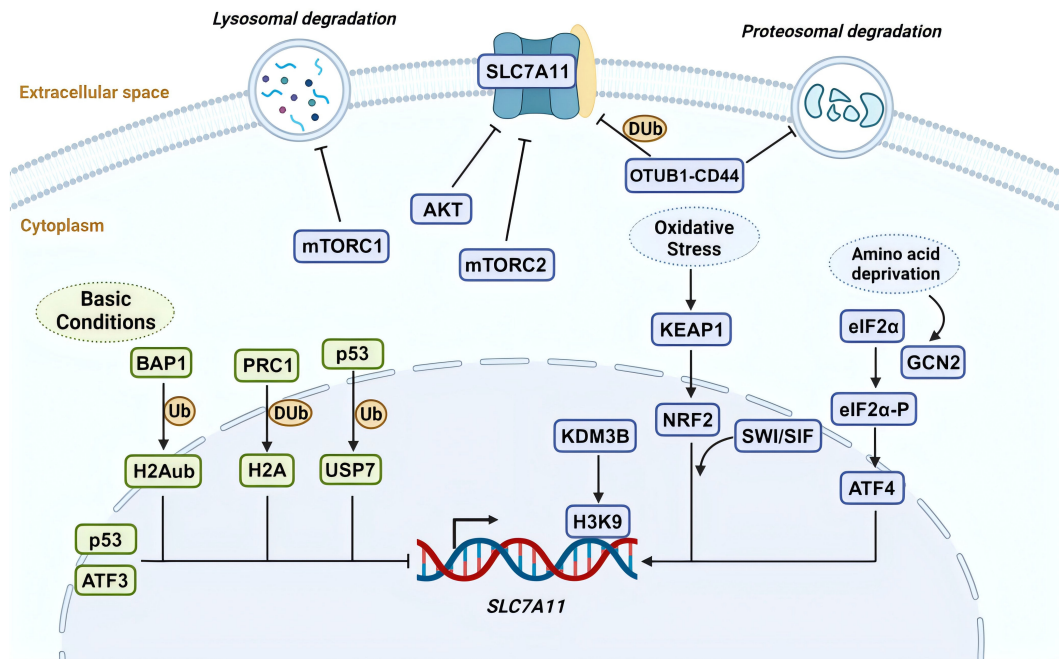 Lysosomal degradation
Proteosomal degradation
SLC7A11
Extracellular space
DUb
OTUB1-CD44
AKT
Cytoplasm
mTORC1
mTORC2
Oxidative
Stress
Amino acid
deprivation
Basic
Conditions
KEAP1
eIF2α
GCN2
BAP1
PRC1
p53
Ub
DUb
Ub
NRF2
eIF2α-P
KDM3B
SWI/SIF
H2Aub
H2A
USP7
ATF4
H3K9
p53
ATF3
SLC7A11